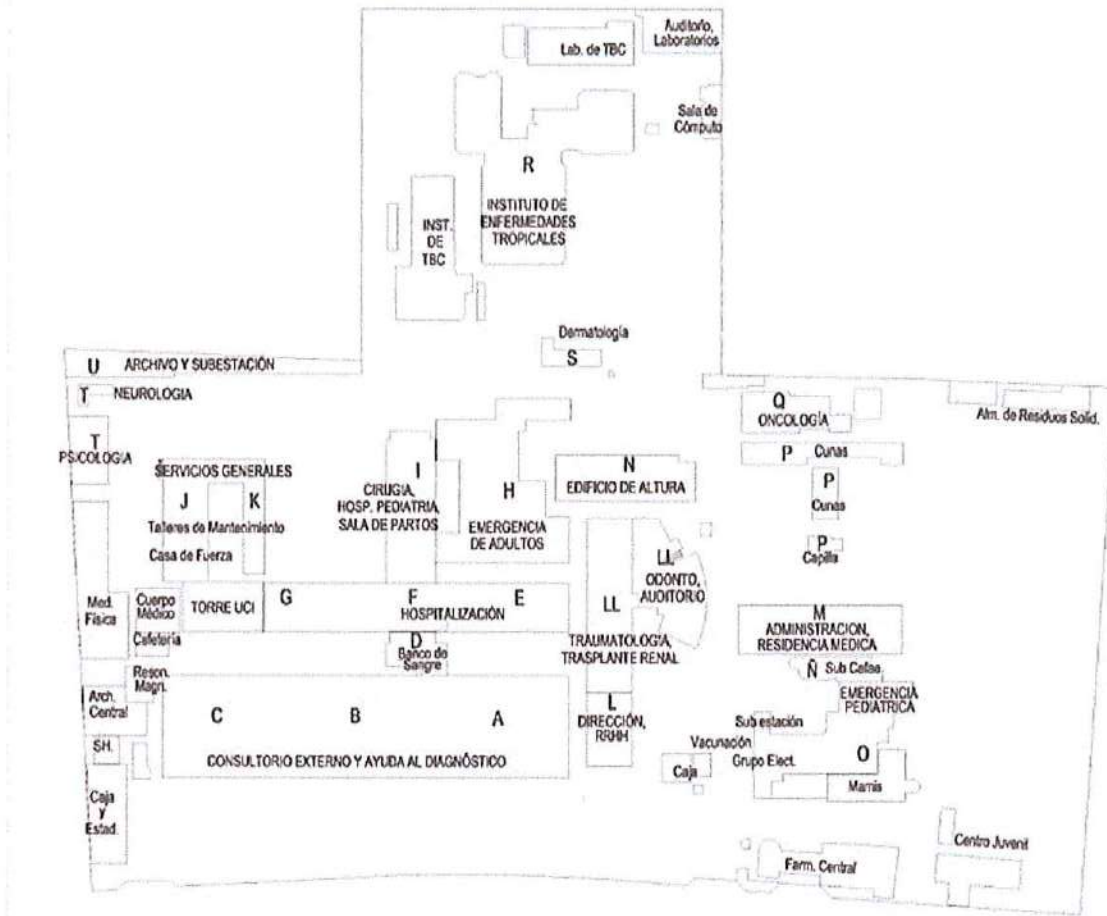 Auditorio,
Laboratorios
Lab. de TBC
Sala de
Cómputo
R
INSTITUTO DE
ENFERMEDADES
TROPICALES
INST.
DE
TBC
Dermatología
S
U ARCHIVO Y SUBESTACIÓN
T NEUROLOGIA
T
PSICOLOGÍA
Q
ONCOLOGÍA
Alm. de Residuos Solid.
P Cunas
P
Cunas
P
Capilla
SERVICIOS GENERALES
J K
Talleres de Mantenimiento
Casa de Fuerza
I
CIRUGIA,
HOSP. PEDIATRIA,
SALA DE PARTOS
H
EMERGENCIA
DE ADULTOS
N
EDIFICIO DE ALTURA
LL
ODONTO,
AUDITORIO
Med.
Física
Cuerpo
Médico
Cafetería
TORRE UCI
G F E
HOSPITALIZACIÓN
LL
TRAUMATOLOGÍA,
TRASPLANTE RENAL
M
ADMINISTRACION,
RESIDENCIA MEDICA
D
Banco de
Sangre
Ñ Sub Cafae.
EMERGENCIA
PEDIATRICA
Reson.
Magn.
Arch.
Central
C B A
CONSULTORIO EXTERNO Y AYUDA AL DIAGNÓSTICO
L
DIRECCIÓN,
RRHH
Sub estación
Vacunación
Grupo Elect.
O
SH.
Caja
Mamis
Caja
y
Estad.
Centro Juvenil
Farm. Central